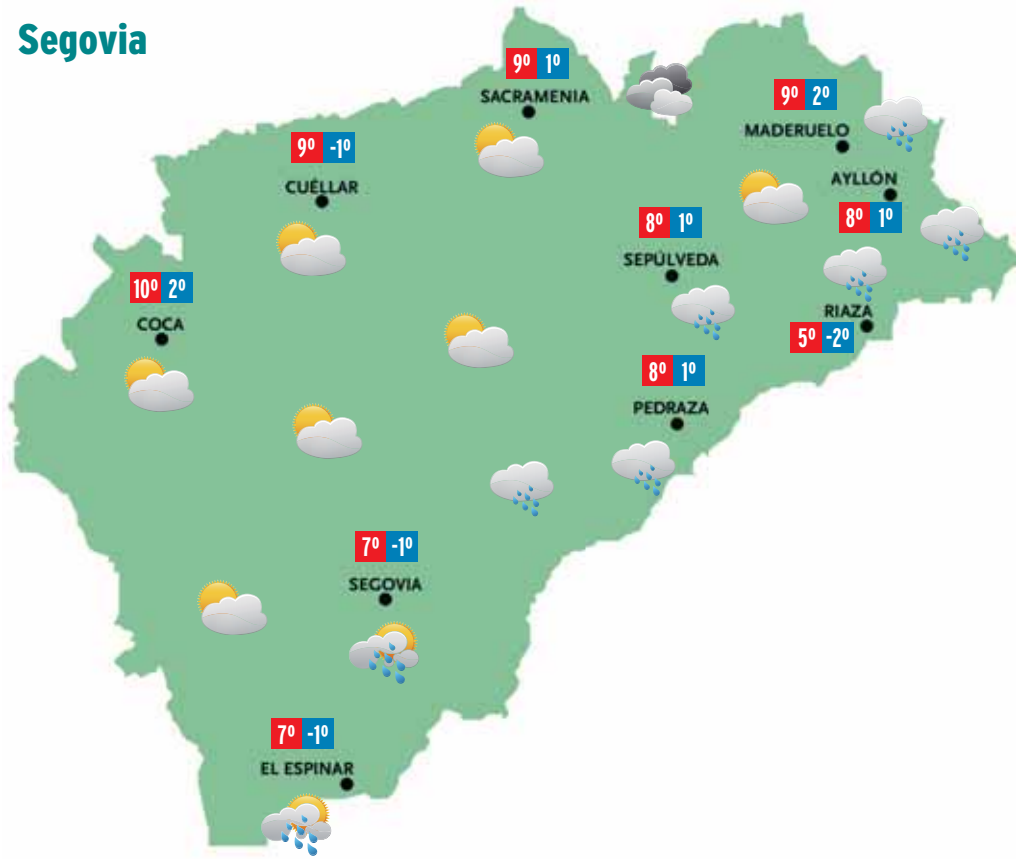 Segovia
9º 1º
SACRAMENIA
9º 2º
MADERUELO
9º -1º
CUÉLLAR
AYLLÓN
8º 1º
8º 1º
SEPÚLVEDA
10º 2º
COCA
RIAZA
5º -2º
8º 1º
PEDRAZA
7º -1º
SEGOVIA
7º -1º
EL ESPINAR